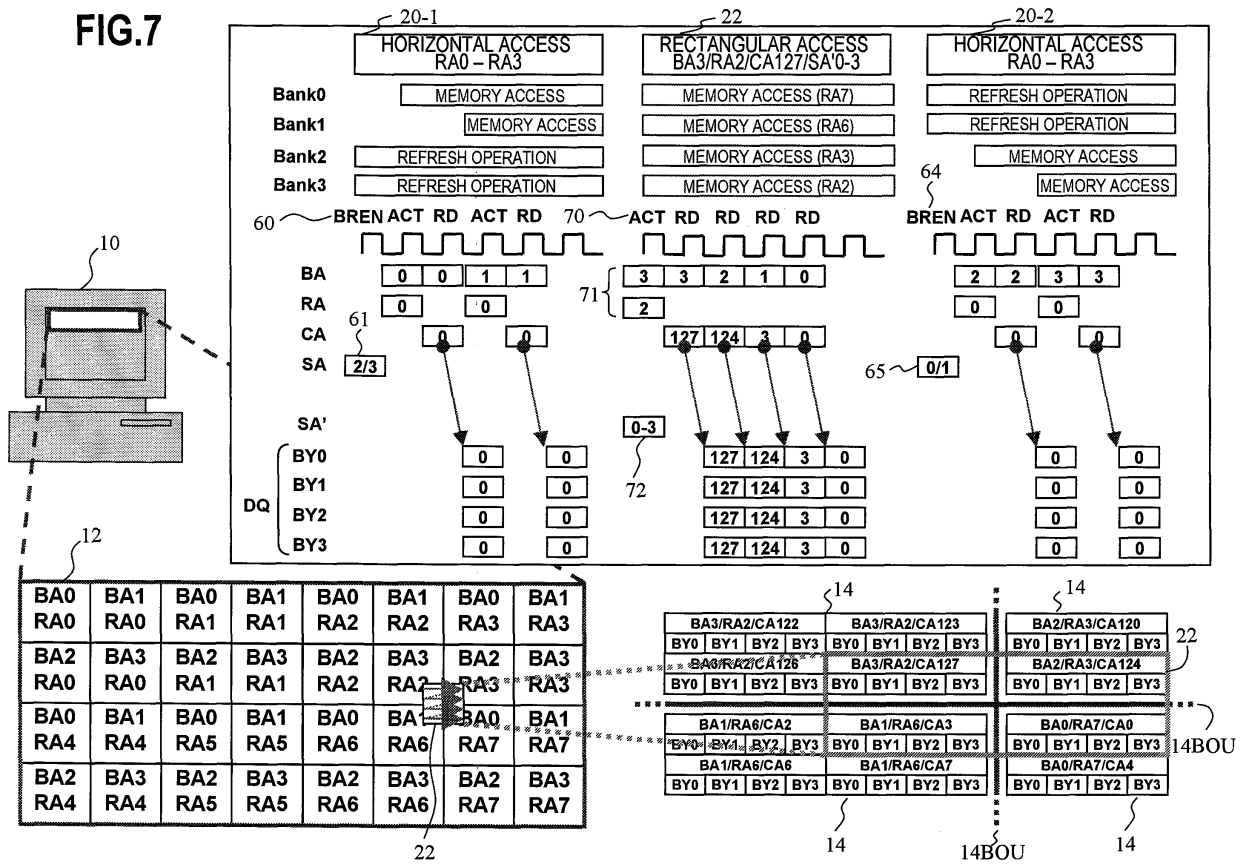 FIG.7
20-1 22 20-2
HORIZONTAL ACCESS RA0 – RA3
RECTANGULAR ACCESS BA3/RA2/CA127/SA'0-3
HORIZONTAL ACCESS RA0 – RA3
Bank0 MEMORY ACCESS MEMORY ACCESS (RA7) REFRESH OPERATION
Bank1 MEMORY ACCESS MEMORY ACCESS (RA6) REFRESH OPERATION
Bank2 REFRESH OPERATION MEMORY ACCESS (RA3) MEMORY ACCESS
Bank3 REFRESH OPERATION MEMORY ACCESS (RA2) MEMORY ACCESS
64
60 BREN ACT RD ACT RD 70 ACT RD RD RD RD BREN ACT RD ACT RD
10
BA 0 0 1 1 3 3 2 1 0 2 2 3 3
71
RA 0 0 2 0 0
61
CA 0 0 127 124 3 0 0 0
SA 2/3 65 0/1
SA' 0-3
72
DQ
BY0 0 0 127 124 3 0 0 0
BY1 0 0 127 124 3 0 0 0
BY2 0 0 127 124 3 0 0 0
BY3 0 0 127 124 3 0 0 0
12
BA0 BA1 BA0 BA1 BA0 BA1 BA0 BA1
RA0 RA0 RA1 RA1 RA2 RA2 RA3 RA3
BA2 BA3 BA2 BA3 BA2 BA3 BA2 BA3
RA0 RA0 RA1 RA1 RA2 RA2 RA3 RA3
BA0 BA1 BA0 BA1 BA0 BA1 BA0 BA1
RA4 RA4 RA5 RA5 RA6 RA6 RA7 RA7
BA2 BA3 BA2 BA3 BA2 BA3 BA2 BA3
RA4 RA4 RA5 RA5 RA6 RA6 RA7 RA7
22
22
14 14
BA3/RA2/CA122 BA3/RA2/CA123 BA2/RA3/CA120
BY0 BY1 BY2 BY3 BY0 BY1 BY2 BY3 BY0 BY1 BY2 BY3
22
BA3/RA2/CA126 BA3/RA2/CA127 BA2/RA3/CA124
BY0 BY1 BY2 BY3 BY0 BY1 BY2 BY3 BY0 BY1 BY2 BY3
BA1/RA6/CA2 BA1/RA6/CA3 BA0/RA7/CA0
BY0 BY1 BY2 BY3 BY0 BY1 BY2 BY3 BY0 BY1 BY2 BY3
14BOU
BA1/RA6/CA6 BA1/RA6/CA7 BA0/RA7/CA4
BY0 BY1 BY2 BY3 BY0 BY1 BY2 BY3 BY0 BY1 BY2 BY3
14 14BOU 14